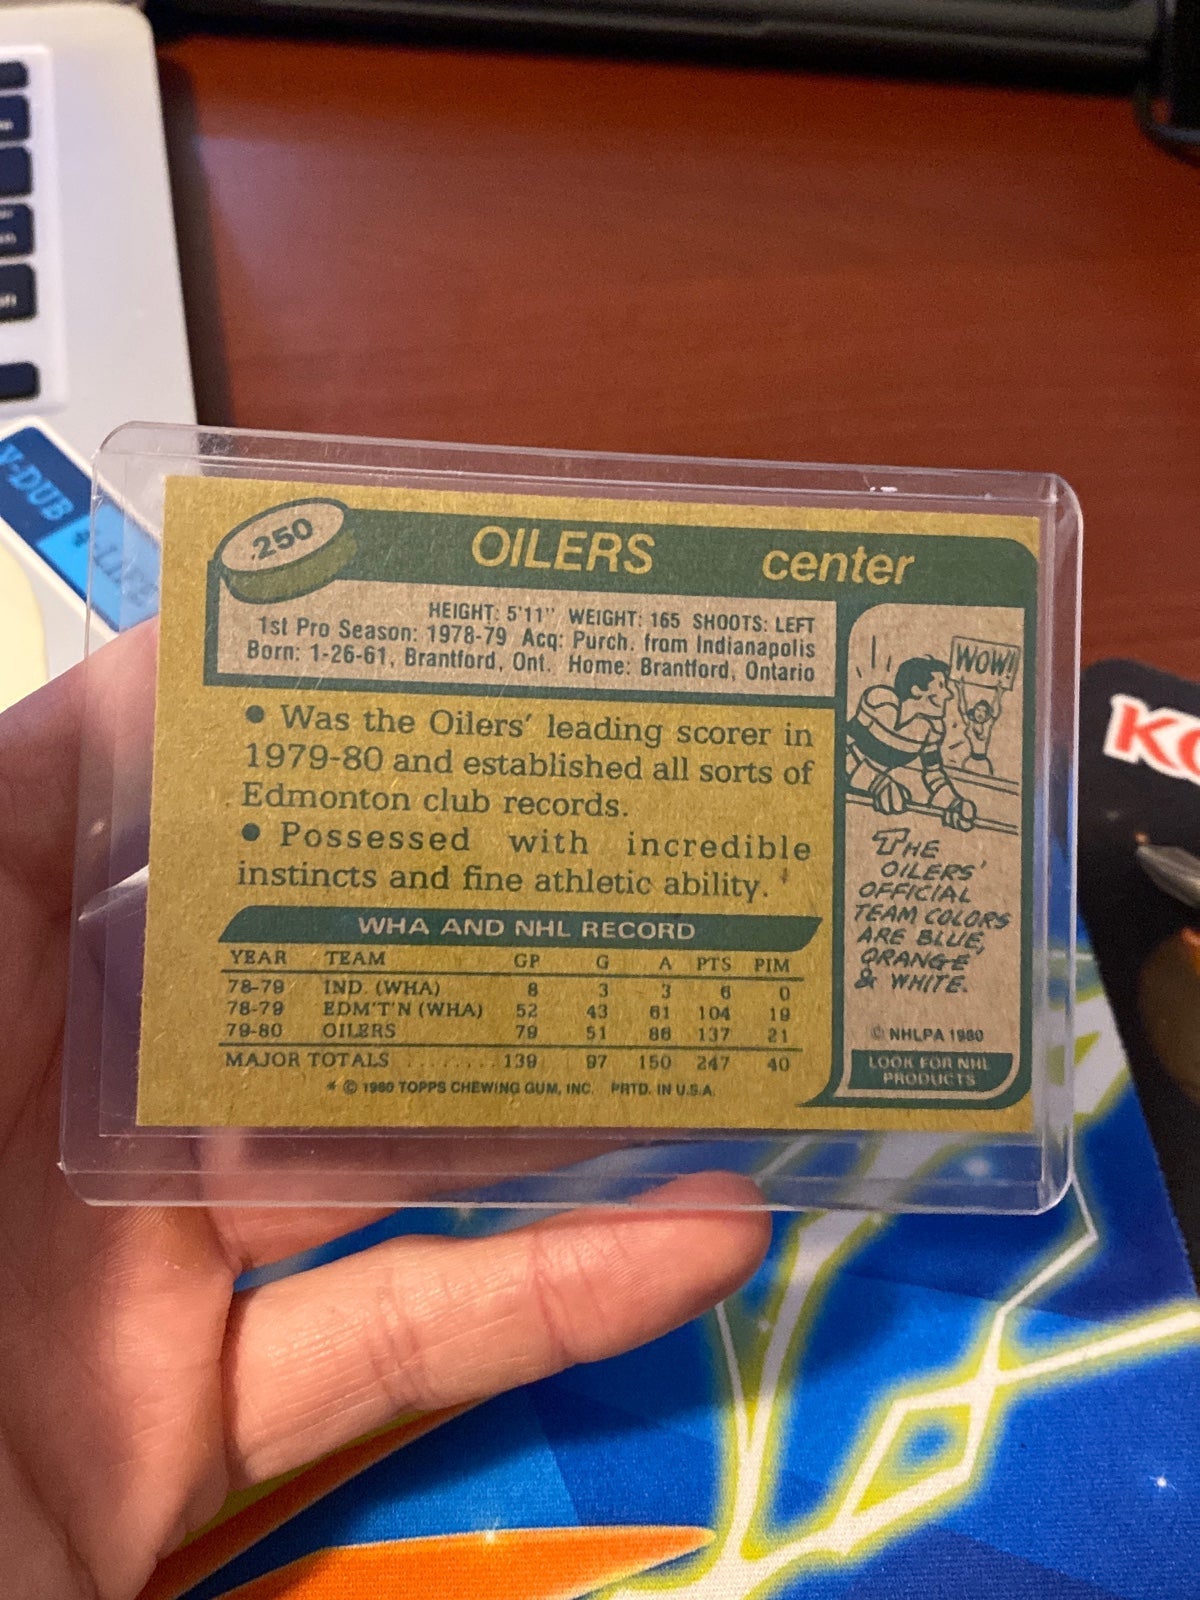 250
OILERS center
HEIGHT: 5'11" WEIGHT: 165 SHOOTS: LEFT
1st Pro Season: 1978-79 Acq: Purch. from Indianapolis
Born: 1-26-61, Brantford, Ont. Home: Brantford, Ontario
• Was the Oilers' leading scorer in
1979-80 and established all sorts of
Edmonton club records.
• Possessed with incredible
instincts and fine athletic ability.
WHA AND NHL RECORD
YEAR TEAM GP G A PTS PIM
78-79 IND. (WHA) 8 3 3 6 0
78-79 EDM'T'N (WHA) 52 43 61 104 19
79-80 OILERS 79 51 86 137 21
MAJOR TOTALS ........ 139 97 150 247 40
* © 1980 TOPPS CHEWING GUM, INC. PRTD. IN U.S.A.
WOW!
THE
OILERS'
OFFICIAL
TEAM COLORS
ARE BLUE,
ORANGE
& WHITE.
© NHLPA 1980
LOOK FOR NHL
PRODUCTS
V-DUB